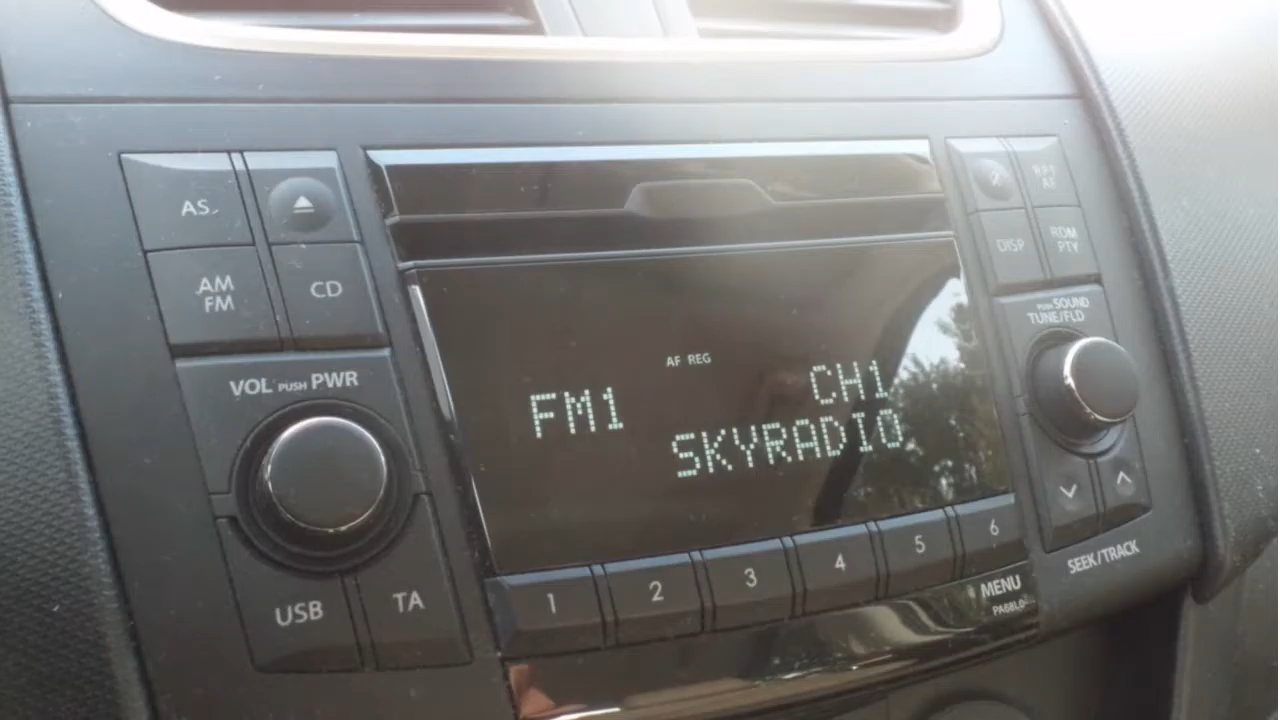 AS.
AM
FM
CD
VOL PUSH PWR
USB
TA
AF REG
FM1
CH1
SKYRADIO
1
2
3
4
5
6
MENU
RPT
AF
DISP
RDM
PTY
PUSH SOUND
TUNE/FLD
SEEK/TRACK